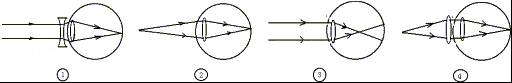 ① ② ③ ④